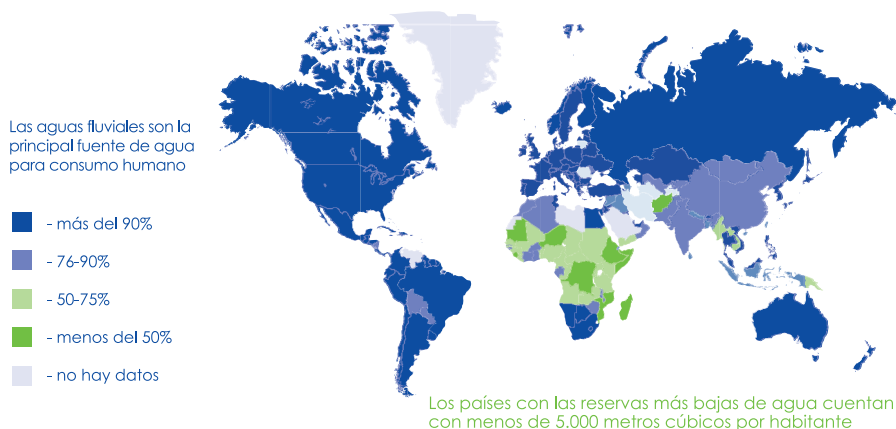 Las aguas fluviales son la
principal fuente de agua
para consumo humano
- más del 90%
- 76-90%
- 50-75%
- menos del 50%
- no hay datos
Los países con las reservas más bajas de agua cuentan
con menos de 5.000 metros cúbicos por habitante